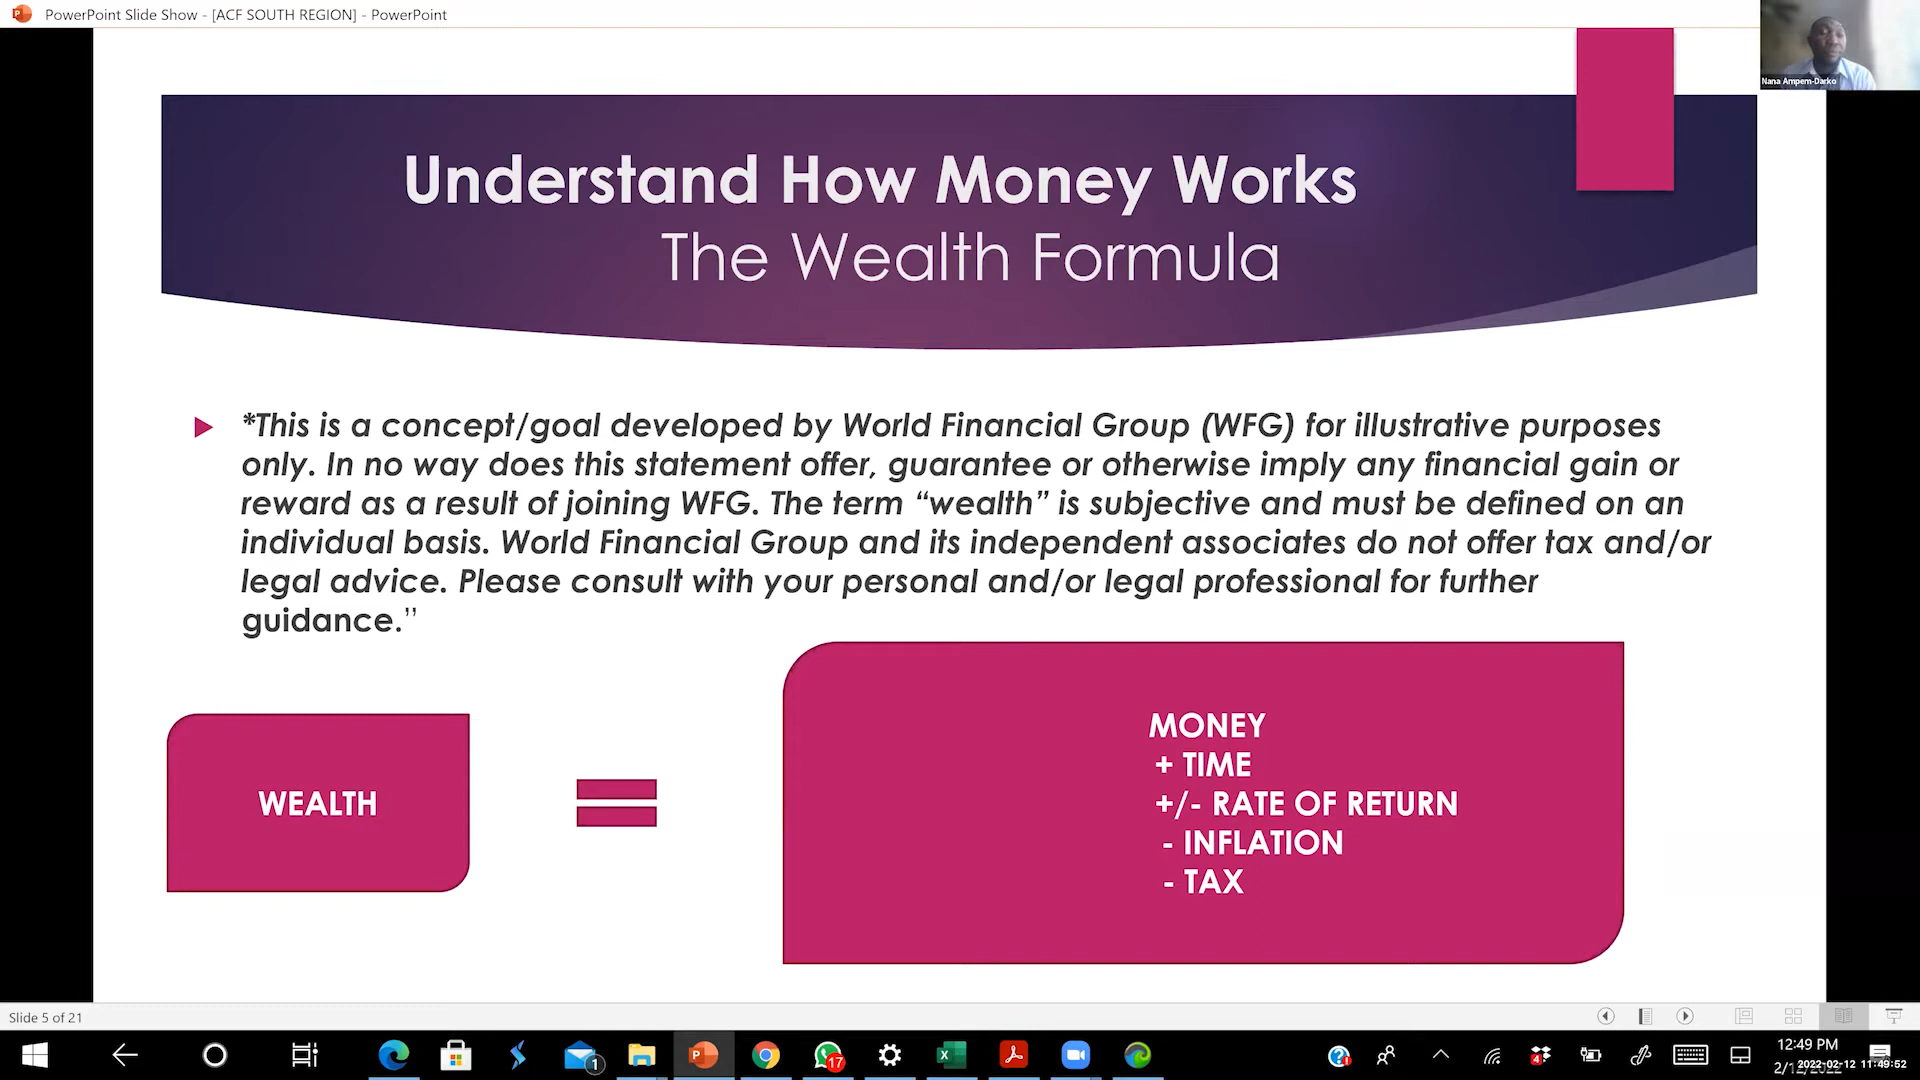 PowerPoint Slide Show - [ACF SOUTH REGION] - PowerPoint
Nana Ampem-Darko
Understand How Money Works
The Wealth Formula
*This is a concept/goal developed by World Financial Group (WFG) for illustrative purposes
only. In no way does this statement offer, guarantee or otherwise imply any financial gain or
reward as a result of joining WFG. The term “wealth” is subjective and must be defined on an
individual basis. World Financial Group and its independent associates do not offer tax and/or
legal advice. Please consult with your personal and/or legal professional for further
guidance.”
WEALTH
MONEY
+ TIME
+/- RATE OF RETURN
- INFLATION
- TAX
Slide 5 of 21
1
17
4
12:49 PM
2022-02-12 11:49:52